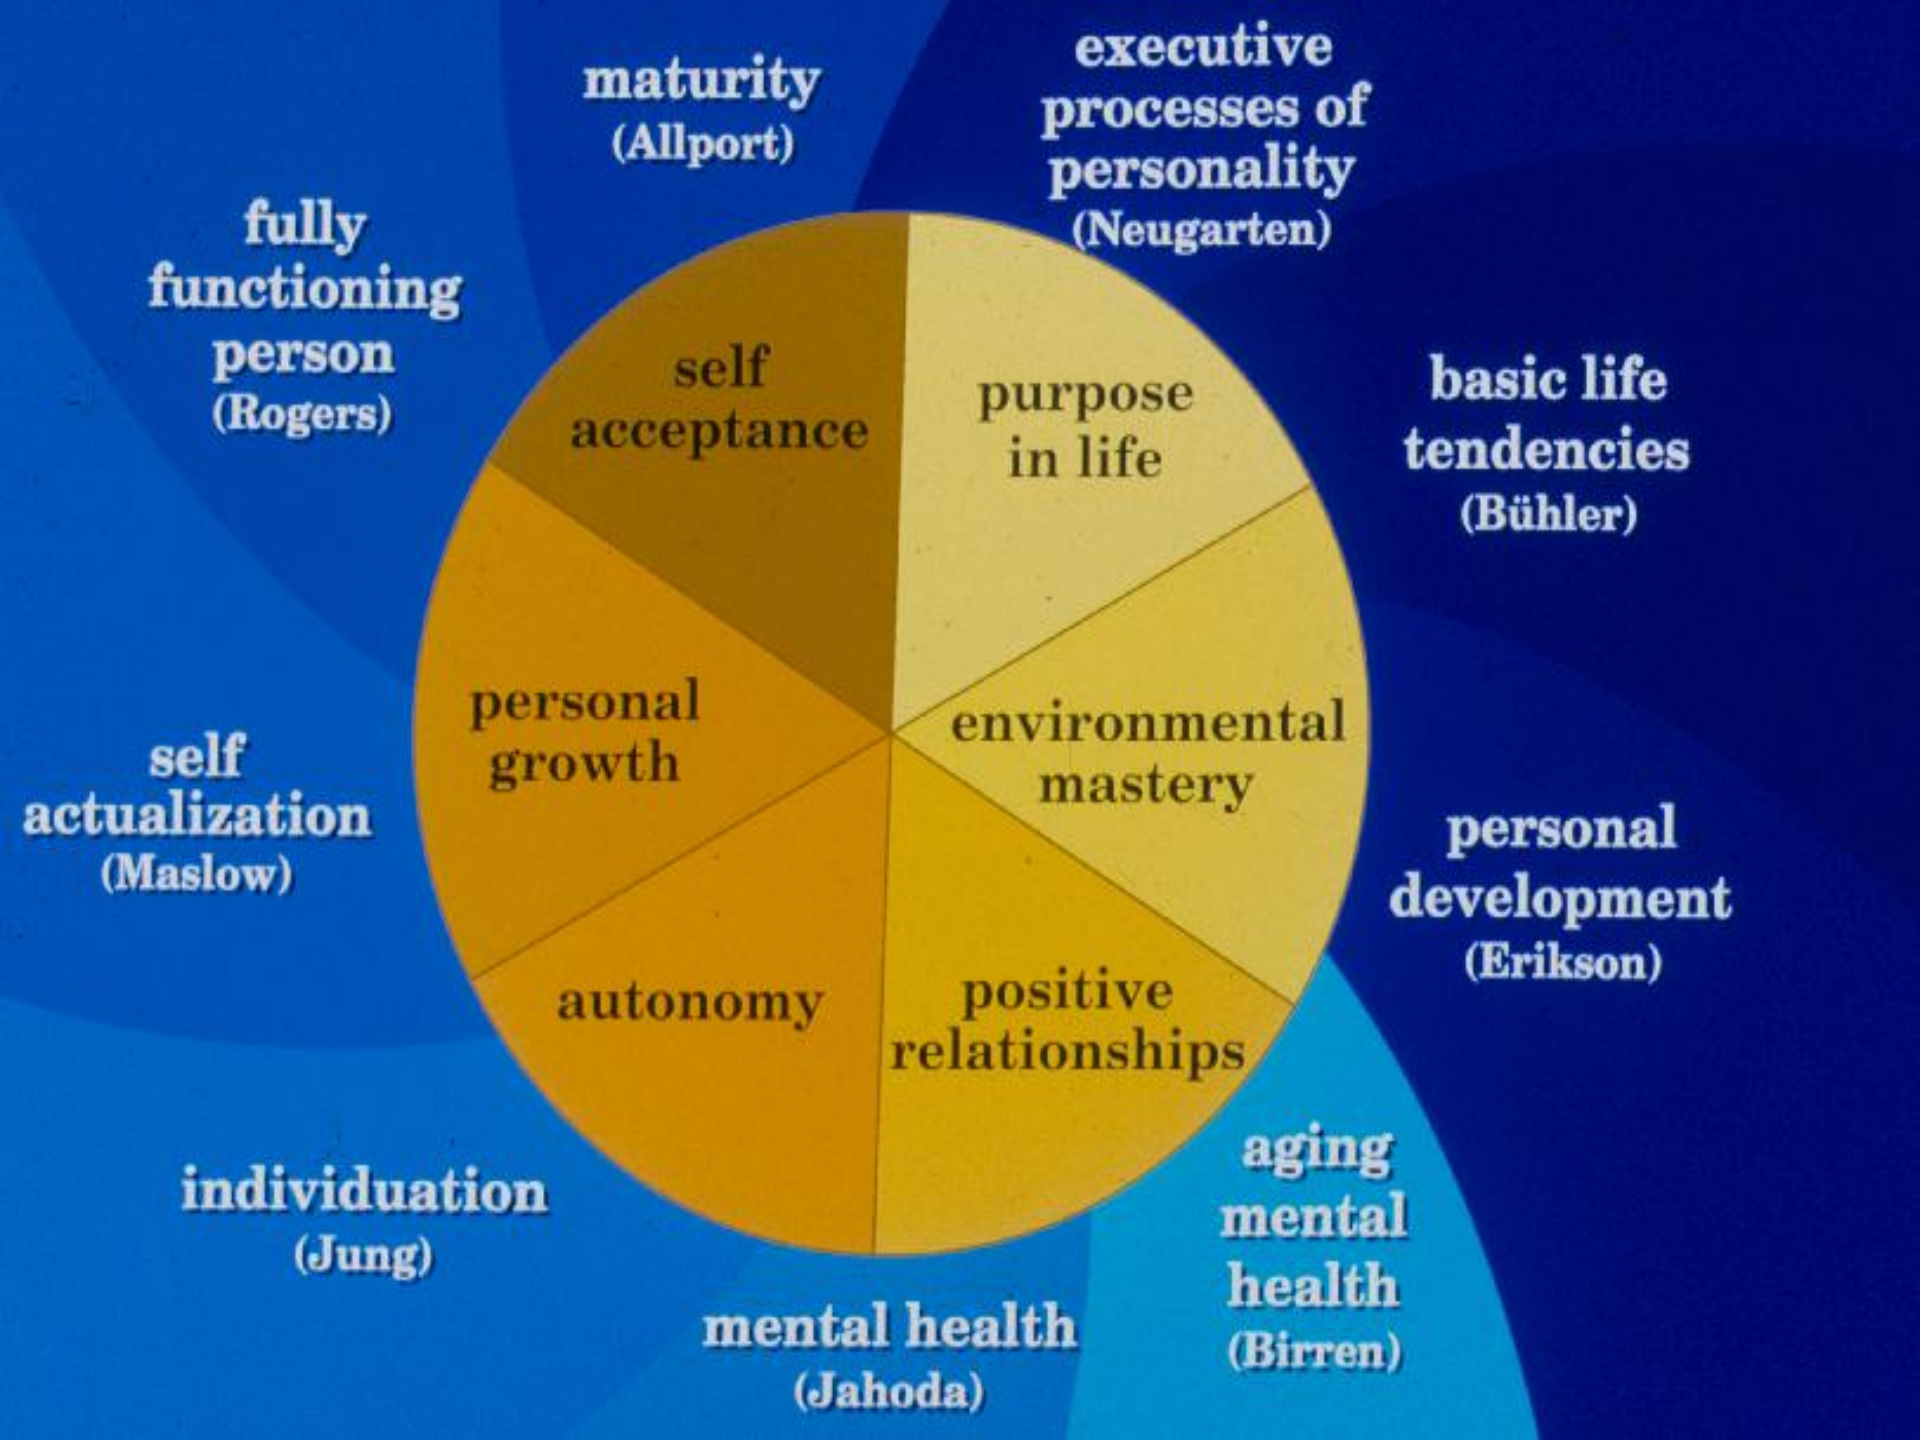 executive
processes of
personality
(Neugarten)
maturity
(Allport)
fully
functioning
person
(Rogers)
basic life
tendencies
(Bühler)
self
acceptance
purpose
in life
personal
growth
environmental
mastery
self
actualization
(Maslow)
personal
development
(Erikson)
autonomy
positive
relationships
individuation
(Jung)
aging
mental
health
(Birren)
mental health
(Jahoda)